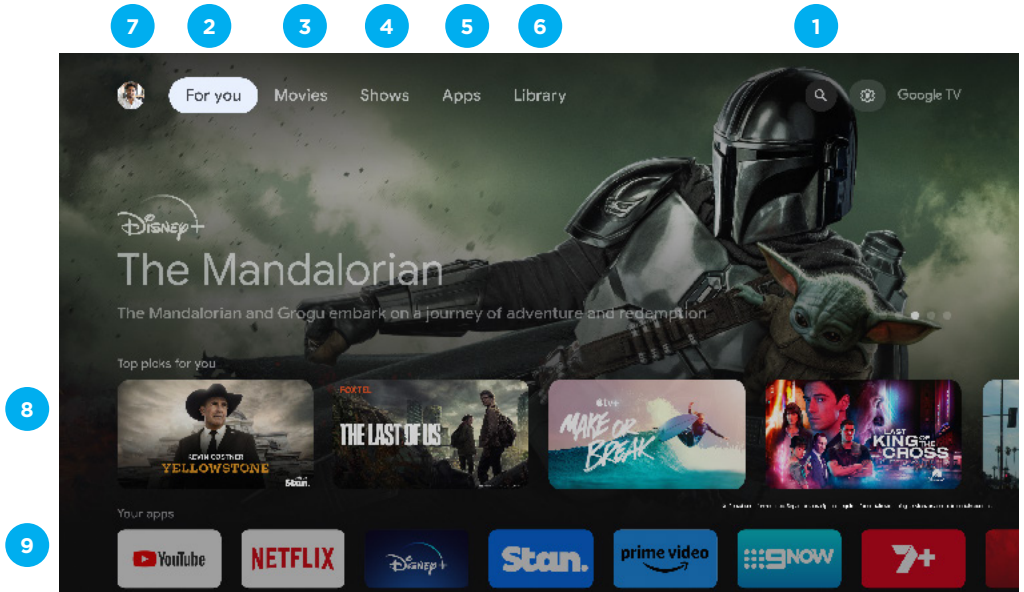 7 2 3 4 5 6 1
For you Movies Shows Apps Library Google TV
Disney+
The Mandalorian
The Mandalorian and Grogu embark on a journey of adventure and redemption
Top picks for you
8
KEVIN COSTNER
YELLOWSTONE
Stan.
FOXTEL
THE LAST OF US
tv+
MAKE OR
BREAK
LAST
KING OF THE
CROSS
Your apps
9
YouTube NETFLIX Disney+ Stan. prime video 9NOW 7+